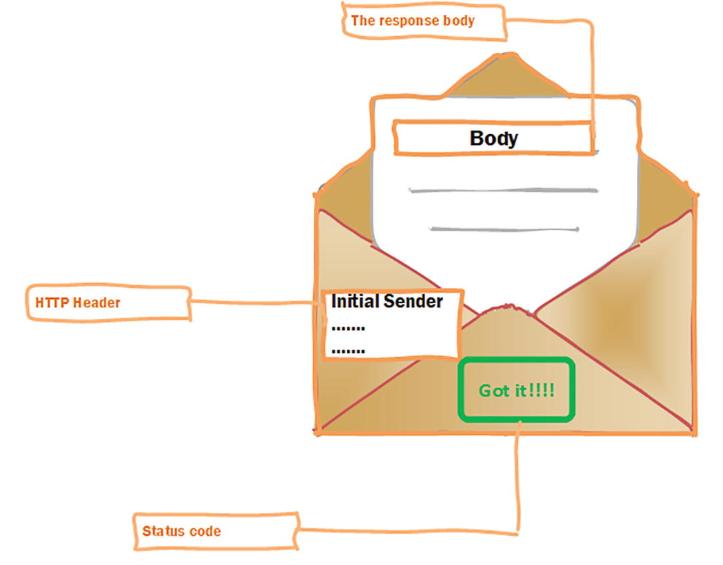 The response body
Body
HTTP Header
Initial Sender
.......
.......
Got it!!!!
Status code